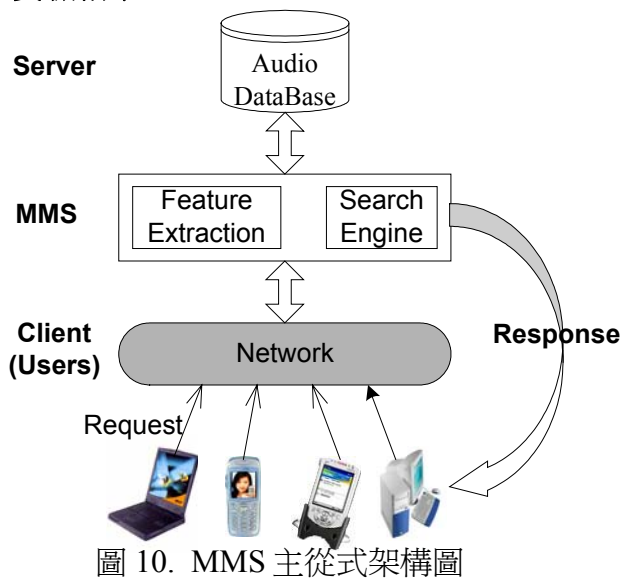 Server
Audio
DataBase
MMS
Feature
Extraction
Search
Engine
Client
(Users)
Network
Response
Request
圖 10. MMS 主從式架構圖